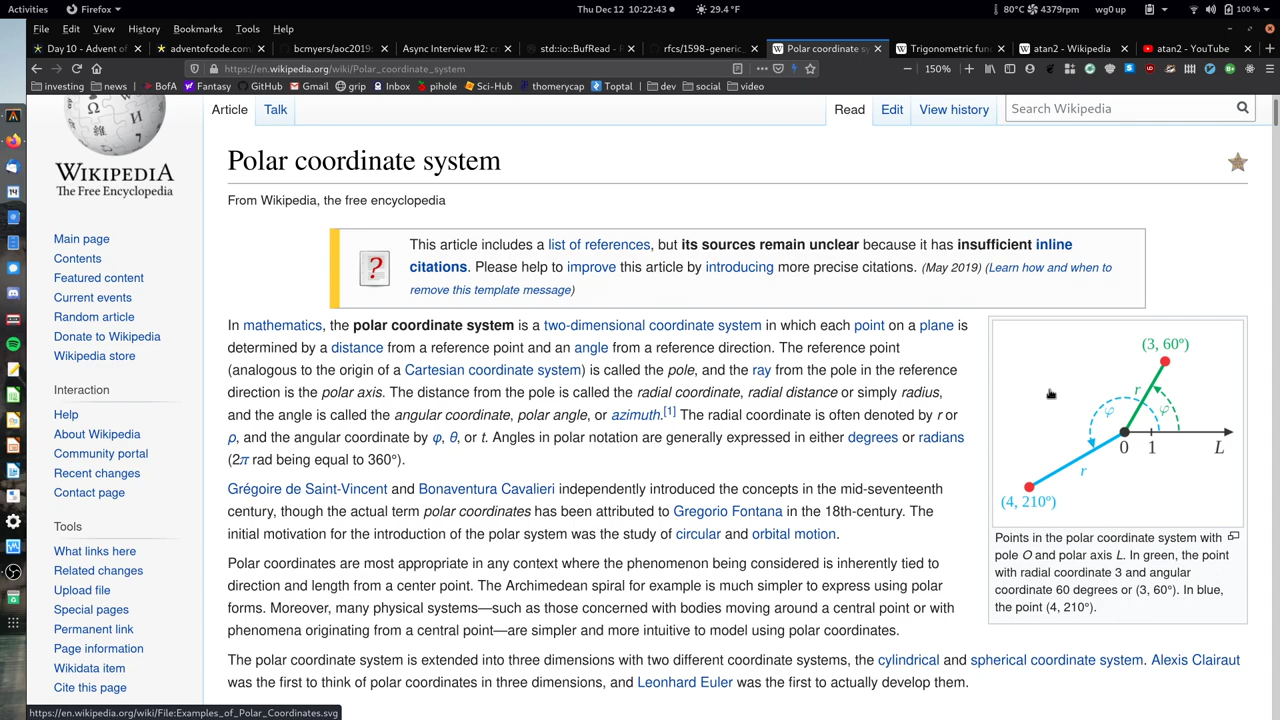 Activities
Firefox
Thu Dec 12 10:22:43
29.4 °F
80°C
4379rpm
wg0 up
100 %
File Edit View History Bookmarks Tools Help
Day 10 - Advent of
adventofcode.com
bcmyers/aoc2019:
Async Interview #2: cr
std::io::BufRead - R
rfcs/1598-generic_
Polar coordinate sy
Trigonometric func
atan2 - Wikipedia
atan2 - YouTube
https://en.wikipedia.org/wiki/Polar_coordinate_system
150%
investing news BofA Fantasy GitHub Gmail grip Inbox pihole Sci-Hub thomerycap Toptal dev social video
Article Talk
Read Edit View history
Search Wikipedia
WIKIPEDIA
The Free Encyclopedia
Main page
Contents
Featured content
Current events
Random article
Donate to Wikipedia
Wikipedia store
Interaction
Help
About Wikipedia
Community portal
Recent changes
Contact page
Tools
What links here
Related changes
Upload file
Special pages
Permanent link
Page information
Wikidata item
Cite this page
Polar coordinate system
From Wikipedia, the free encyclopedia
This article includes a list of references, but its sources remain unclear because it has insufficient inline
citations. Please help to improve this article by introducing more precise citations. (May 2019) (Learn how and when to
remove this template message)
In mathematics, the polar coordinate system is a two-dimensional coordinate system in which each point on a plane is
determined by a distance from a reference point and an angle from a reference direction. The reference point
(analogous to the origin of a Cartesian coordinate system) is called the pole, and the ray from the pole in the reference
direction is the polar axis. The distance from the pole is called the radial coordinate, radial distance or simply radius,
and the angle is called the angular coordinate, polar angle, or azimuth.[1] The radial coordinate is often denoted by r or
ρ, and the angular coordinate by φ, θ, or t. Angles in polar notation are generally expressed in either degrees or radians
(2π rad being equal to 360°).
Grégoire de Saint-Vincent and Bonaventura Cavalieri independently introduced the concepts in the mid-seventeenth
century, though the actual term polar coordinates has been attributed to Gregorio Fontana in the 18th-century. The
initial motivation for the introduction of the polar system was the study of circular and orbital motion.
Polar coordinates are most appropriate in any context where the phenomenon being considered is inherently tied to
direction and length from a center point. The Archimedean spiral for example is much simpler to express using polar
forms. Moreover, many physical systems—such as those concerned with bodies moving around a central point or with
phenomena originating from a central point—are simpler and more intuitive to model using polar coordinates.
The polar coordinate system is extended into three dimensions with two different coordinate systems, the cylindrical and spherical coordinate system. Alexis Clairaut
was the first to think of polar coordinates in three dimensions, and Leonhard Euler was the first to actually develop them.
(3, 60º)
r
φ
φ
0 1 L
r
(4, 210º)
Points in the polar coordinate system with
pole O and polar axis L. In green, the point
with radial coordinate 3 and angular
coordinate 60 degrees or (3, 60°). In blue,
the point (4, 210°).
https://en.wikipedia.org/wiki/File:Examples_of_Polar_Coordinates.svg